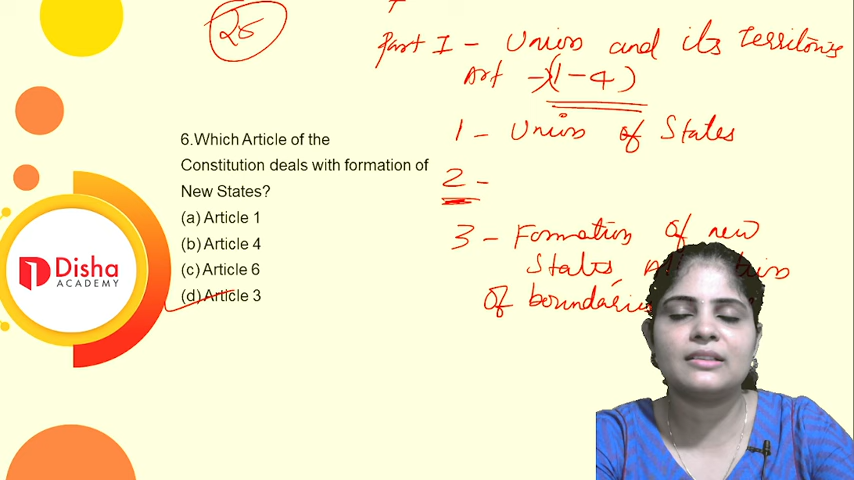 25
Part I - Union and its territories
Art → (1-4)
1 - Union of States
2 -
3 - Formation of new
States,
of boundaries
6.Which Article of the
Constitution deals with formation of
New States?
(a) Article 1
(b) Article 4
(c) Article 6
(d) Article 3
Disha
ACADEMY